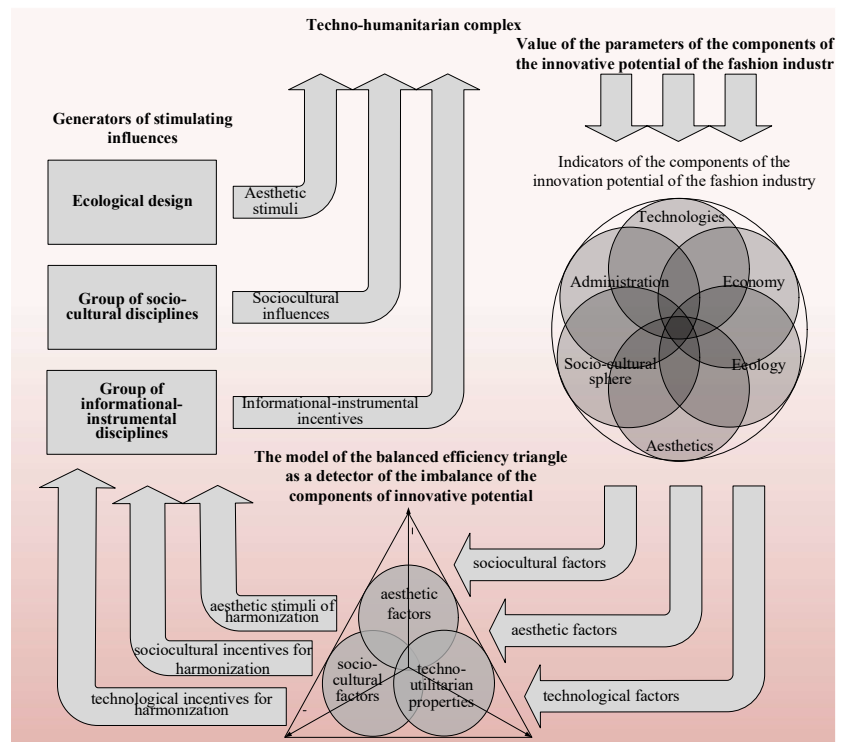 Techno-humanitarian complex
Value of the parameters of the components of
the innovative potential of the fashion industr
Generators of stimulating
influences
Indicators of the components of the
innovation potential of the fashion industry
Ecological design
Aesthetic
stimuli
Group of socio-
cultural disciplines
Sociocultural
influences
Group of
informational-
instrumental
disciplines
Informational-instrumental
incentives
Technologies
Administration
Economy
Socio-cultural
sphere
Ecology
Aesthetics
The model of the balanced efficiency triangle
as a detector of the imbalance of the
components of innovative potential
sociocultural factors
aesthetic factors
technological factors
aesthetic
factors
socio-
cultural
factors
techno-
utilitarian
properties
aesthetic stimuli of
harmonization
sociocultural incentives for
harmonization
technological incentives for
harmonization